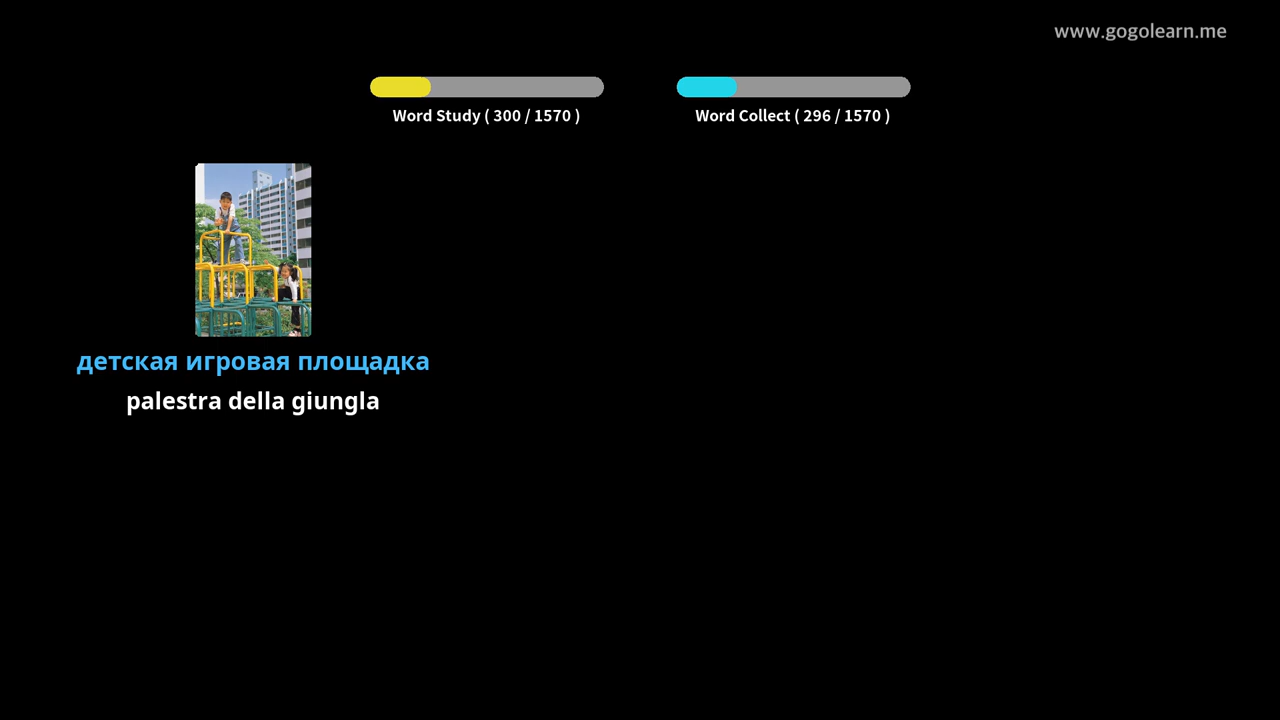 www.gogolearn.me
Word Study ( 300 / 1570 )
Word Collect ( 296 / 1570 )
детская игровая площадка
palestra della giungla